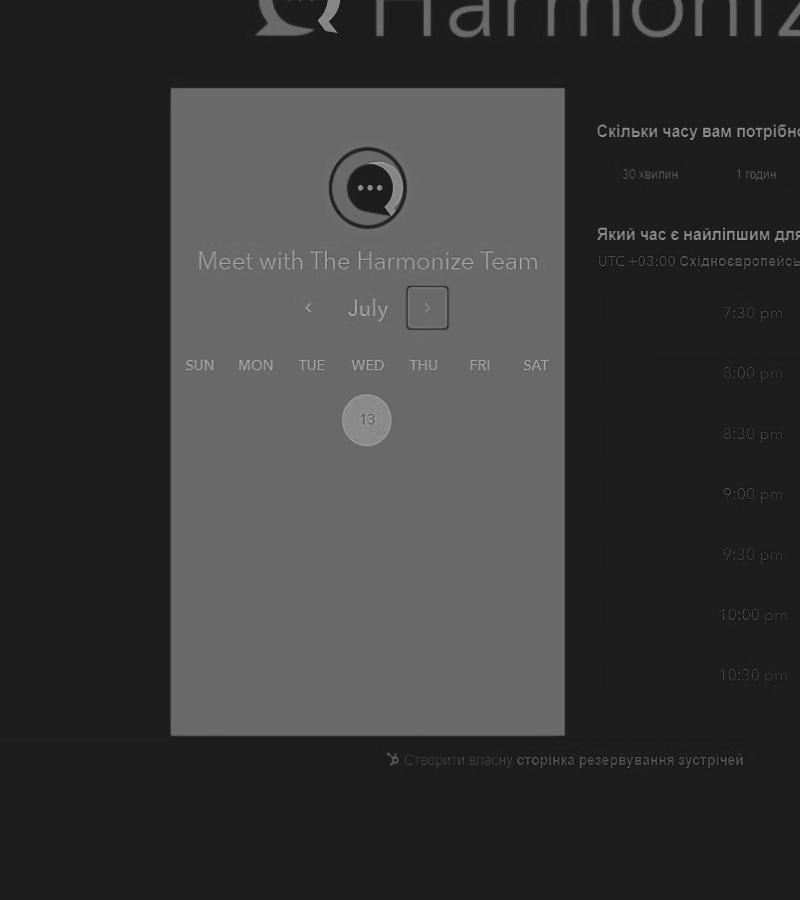 Harmoniz
Meet with The Harmonize Team
July
SUN MON TUE WED THU FRI SAT
13
Скільки часу вам потрібно
30 хвилин 1 годин
Який час є найліпшим для
UTC +03:00 Східноєвропейсь
7:30 pm
8:00 pm
8:30 pm
9:00 pm
9:30 pm
10:00 pm
10:30 pm
Створити власну сторінка резервування зустрічей